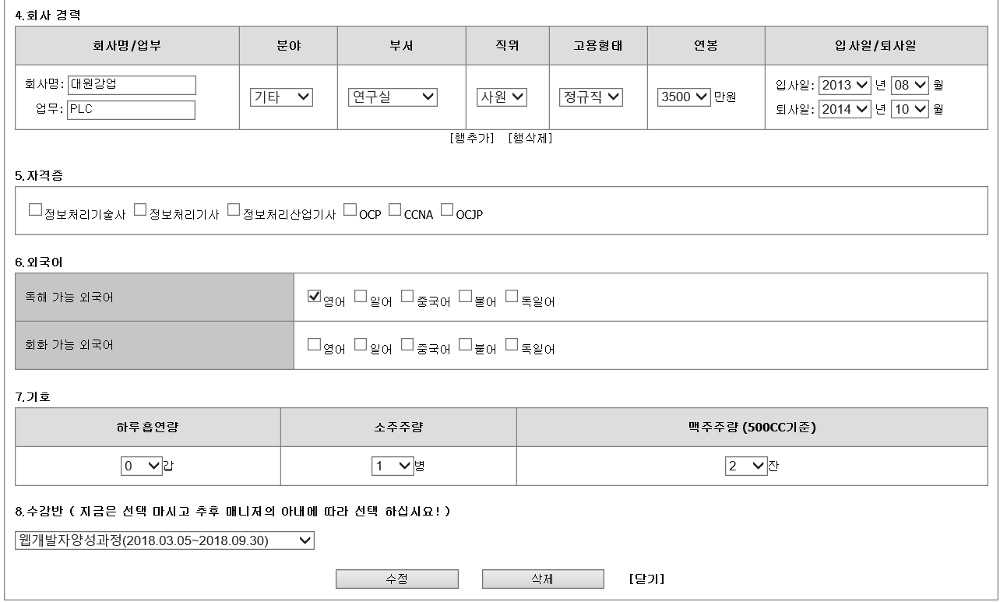 4.회사 경력
회사명/업부 분야 부서 직위 고용형태 연봉 입사일/퇴사일
회사명: 대원강업 기타 연구실 사원 정규직 3500 만원 입사일: 2013 년 08 월
업무: PLC 퇴사일: 2014 년 10 월
[행추가] [행삭제]
5.자격증
정보처리기술사 정보처리기사 정보처리산업기사 OCP CCNA OCJP
6.외국어
독해 가능 외국어 영어 일어 중국어 불어 독일어
회화 가능 외국어 영어 일어 중국어 불어 독일어
7.기호
하루흡연량 소주주량 맥주주량 (500CC기준)
0 갑 1 병 2 잔
8.수강반 ( 지금은 선택 마시고 추후 매니저의 아내에 따라 선택 하십시요! )
웹개발자양성과정(2018.03.05~2018.09.30)
수정 삭제 [닫기]